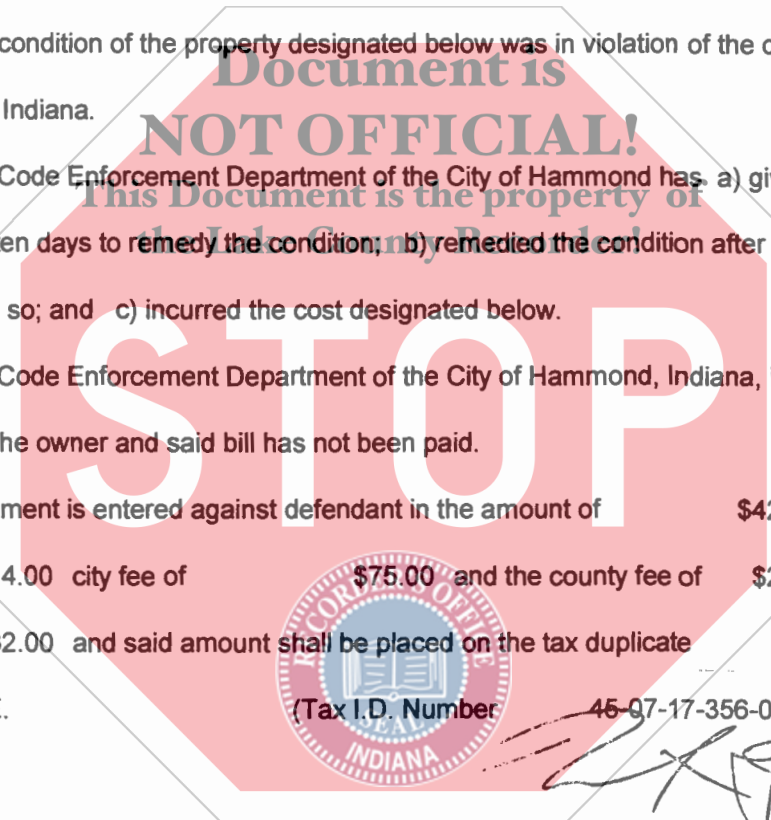 condition of the property designated below was in violation of the
Document is
Indiana.
NOT OFFICIAL!
Code Enforcement Department of the City of Hammond has a) gi
This Document is the property of
en days to remedy the condition; b) remedied the condition after
the Lake County Recorder!
so; and c) incurred the cost designated below.
STOP
Code Enforcement Department of the City of Hammond, Indiana,
he owner and said bill has not been paid.
ment is entered against defendant in the amount of $42
4.00 city fee of $75.00 and the county fee of $2
2.00 and said amount shall be placed on the tax duplicate
(Tax I.D. Number 45-07-17-356-0
RECORDER'S OFFICE
SEAL
INDIANA